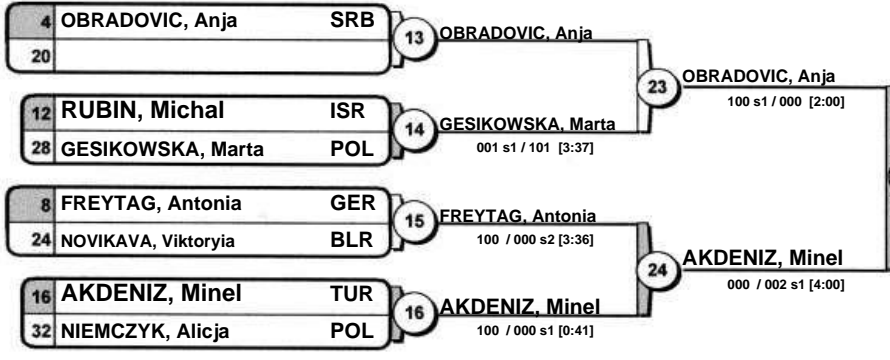 4 OBRADOVIC, Anja SRB
20
13
OBRADOVIC, Anja
12 RUBIN, Michal ISR
28 GESIKOWSKA, Marta POL
14
GESIKOWSKA, Marta
001 s1 / 101 [3:37]
23
OBRADOVIC, Anja
100 s1 / 000 [2:00]
8 FREYTAG, Antonia GER
24 NOVIKAVA, Viktoryia BLR
15
FREYTAG, Antonia
100 / 000 s2 [3:36]
16 AKDENIZ, Minel TUR
32 NIEMCZYK, Alicja POL
16
AKDENIZ, Minel
100 / 000 s1 [0:41]
24
AKDENIZ, Minel
000 / 002 s1 [4:00]